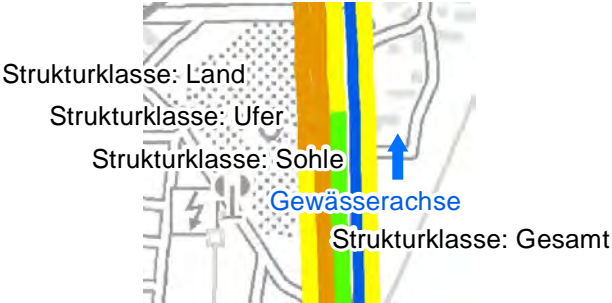 Strukturklasse: Land
Strukturklasse: Ufer
Strukturklasse: Sohle
Gewässerachse
Strukturklasse: Gesamt